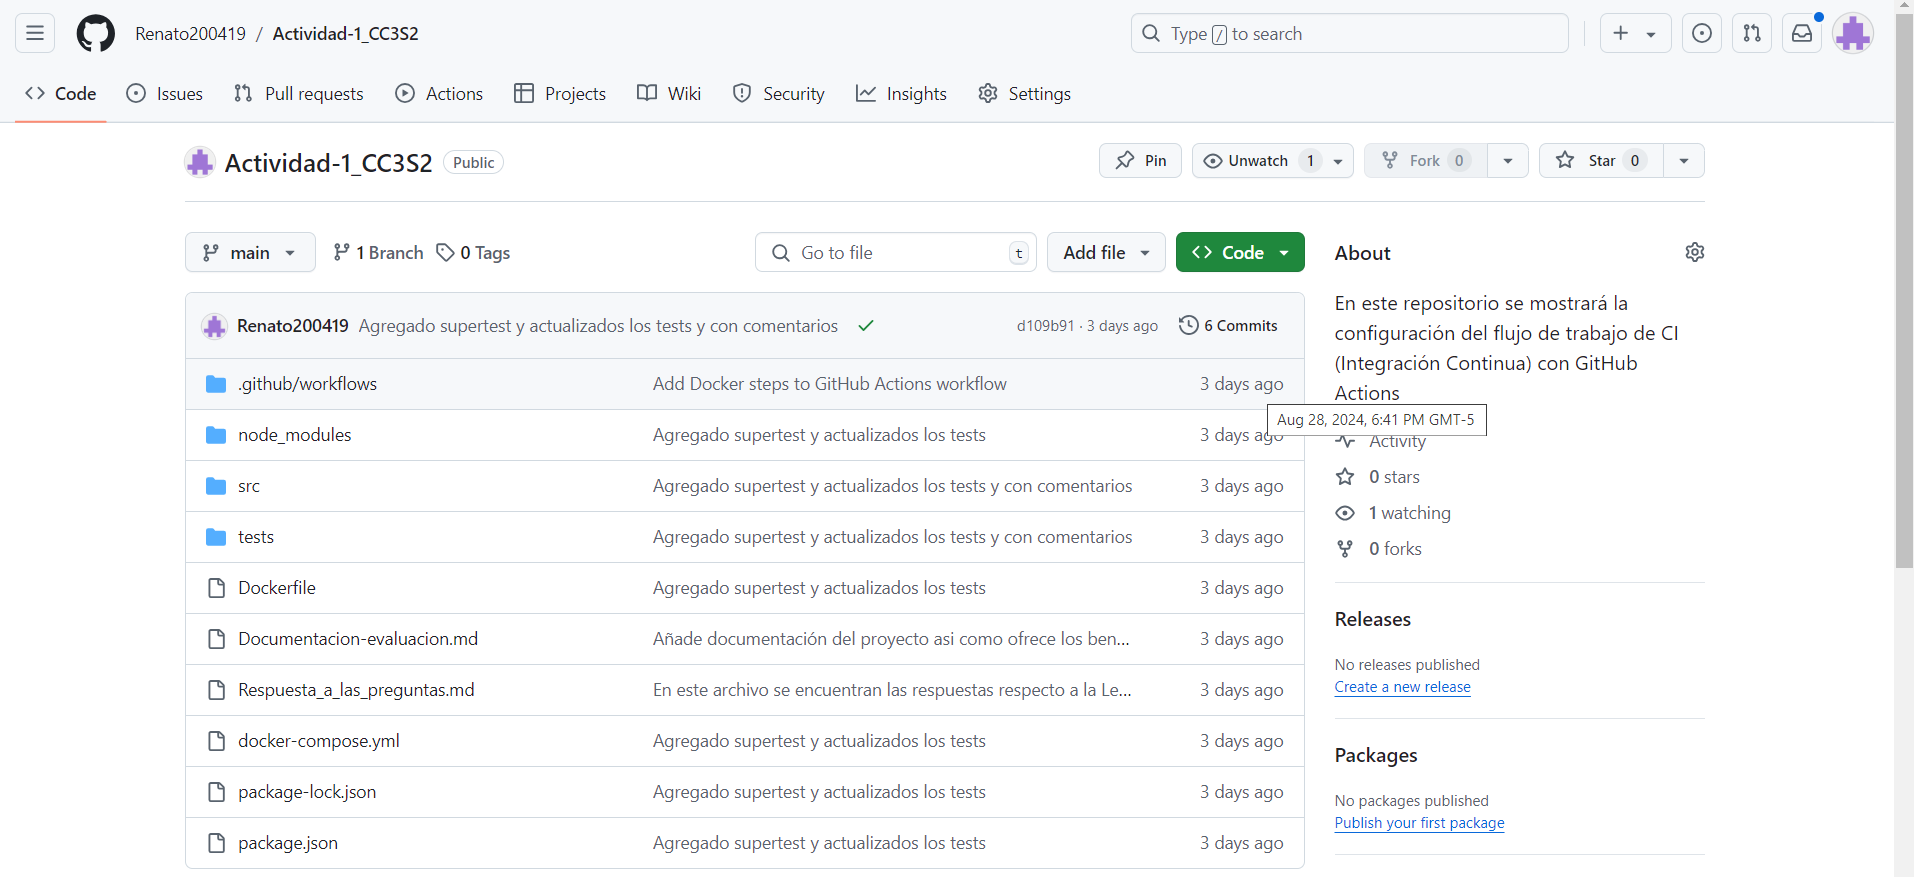 Renato200419 / Actividad-1_CC3S2
Type / to search
Code Issues Pull requests Actions Projects Wiki Security Insights Settings
Actividad-1_CC3S2 Public
Pin Unwatch 1 Fork 0 Star 0
main 1 Branch 0 Tags Go to file t Add file Code
Renato200419 Agregado supertest y actualizados los tests y con comentarios d109b91 · 3 days ago 6 Commits
.github/workflows Add Docker steps to GitHub Actions workflow 3 days ago
node_modules Agregado supertest y actualizados los tests 3 days ago
src Agregado supertest y actualizados los tests y con comentarios 3 days ago
tests Agregado supertest y actualizados los tests y con comentarios 3 days ago
Dockerfile Agregado supertest y actualizados los tests 3 days ago
Documentacion-evaluacion.md Añade documentación del proyecto asi como ofrece los ben... 3 days ago
Respuesta_a_las_preguntas.md En este archivo se encuentran las respuestas respecto a la Le... 3 days ago
docker-compose.yml Agregado supertest y actualizados los tests 3 days ago
package-lock.json Agregado supertest y actualizados los tests 3 days ago
package.json Agregado supertest y actualizados los tests 3 days ago
About
En este repositorio se mostrará la
configuración del flujo de trabajo de CI
(Integración Continua) con GitHub
Actions
Aug 28, 2024, 6:41 PM GMT-5
Activity
0 stars
1 watching
0 forks
Releases
No releases published
Create a new release
Packages
No packages published
Publish your first package